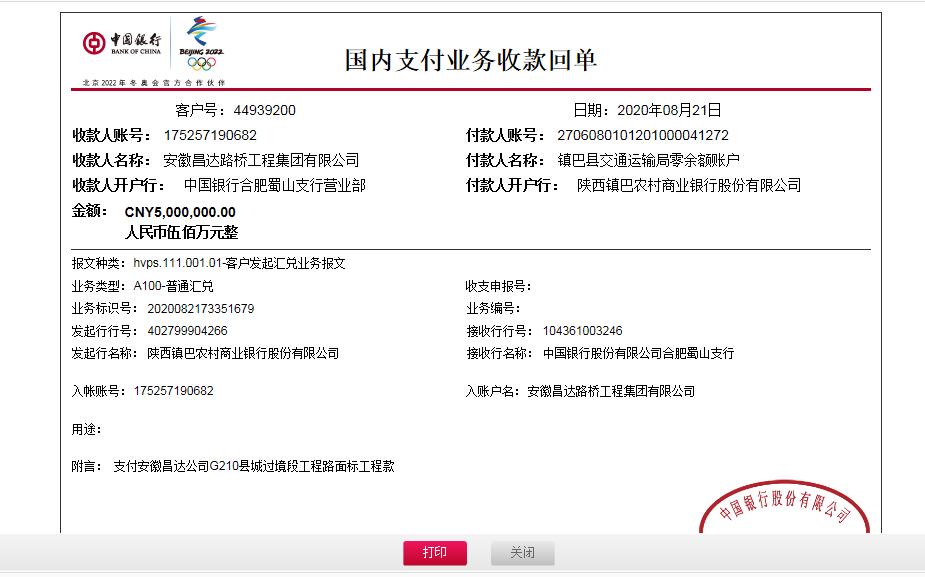 中国银行
BANK OF CHINA
BEIJING 2022
北京2022年冬奥会官方合作伙伴
国内支付业务收款回单
客户号：44939200 日期：2020年08月21日
收款人账号：175257190682 付款人账号：2706080101201000041272
收款人名称：安徽昌达路桥工程集团有限公司 付款人名称：镇巴县交通运输局零余额账户
收款人开户行：中国银行合肥蜀山支行营业部 付款人开户行：陕西镇巴农村商业银行股份有限公司
金额：CNY5,000,000.00
人民币伍佰万元整
报文种类：hvps.111.001.01-客户发起汇兑业务报文
业务类型：A100-普通汇兑 收支申报号：
业务标识号：2020082173351679 业务编号：
发起行行号：402799904266 接收行行号：104361003246
发起行名称：陕西镇巴农村商业银行股份有限公司 接收行名称：中国银行股份有限公司合肥蜀山支行
入帐账号：175257190682 入账户名：安徽昌达路桥工程集团有限公司
用途：
附言：支付安徽昌达公司G210县城过境段工程路面标工程款
中国银行股份有限公司
打印 关闭